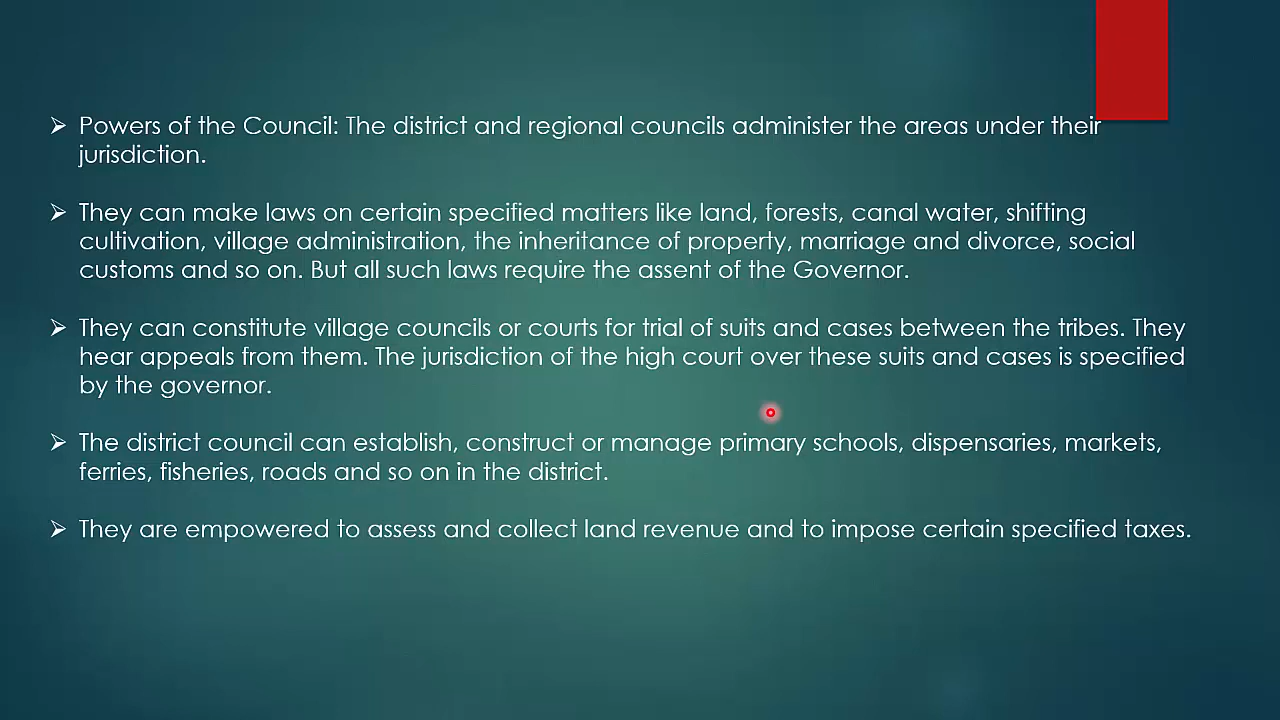 Powers of the Council: The district and regional councils administer the areas under their
jurisdiction.
They can make laws on certain specified matters like land, forests, canal water, shifting
cultivation, village administration, the inheritance of property, marriage and divorce, social
customs and so on. But all such laws require the assent of the Governor.
They can constitute village councils or courts for trial of suits and cases between the tribes. They
hear appeals from them. The jurisdiction of the high court over these suits and cases is specified
by the governor.
The district council can establish, construct or manage primary schools, dispensaries, markets,
ferries, fisheries, roads and so on in the district.
They are empowered to assess and collect land revenue and to impose certain specified taxes.